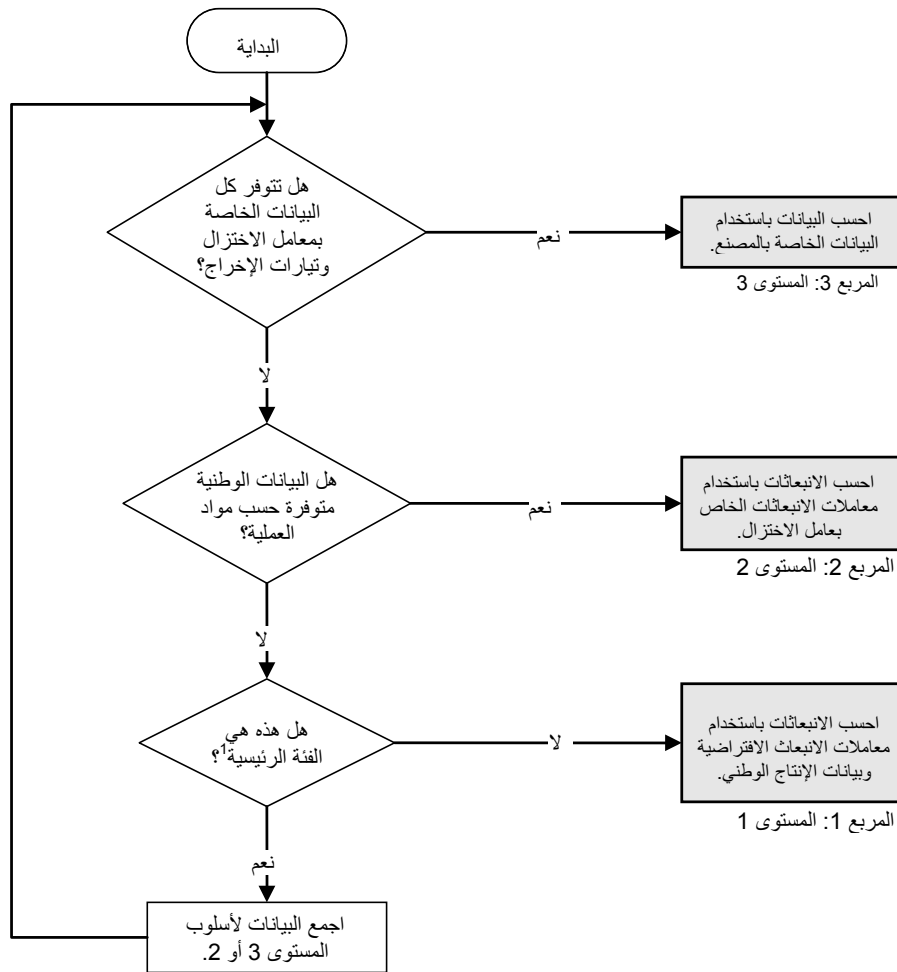 البداية
هل تتوفر كل
البيانات الخاصة
بمعامل الاختزال
وتيارات الإخراج؟
نعم
احسب البيانات باستخدام
البيانات الخاصة بالمصنع.
المربع 3: المستوى 3
لا
هل البيانات الوطنية
متوفرة حسب مواد
العملية؟
نعم
احسب الانبعاثات باستخدام
معاملات الانبعاثات الخاص
بعامل الاختزال.
المربع 2: المستوى 2
لا
هل هذه هي
الفئة الرئيسية1؟
لا
احسب الانبعاثات باستخدام
معاملات الانبعاث الافتراضية
وبيانات الإنتاج الوطني.
المربع 1: المستوى 1
نعم
اجمع البيانات لأسلوب
المستوى 3 أو 2.